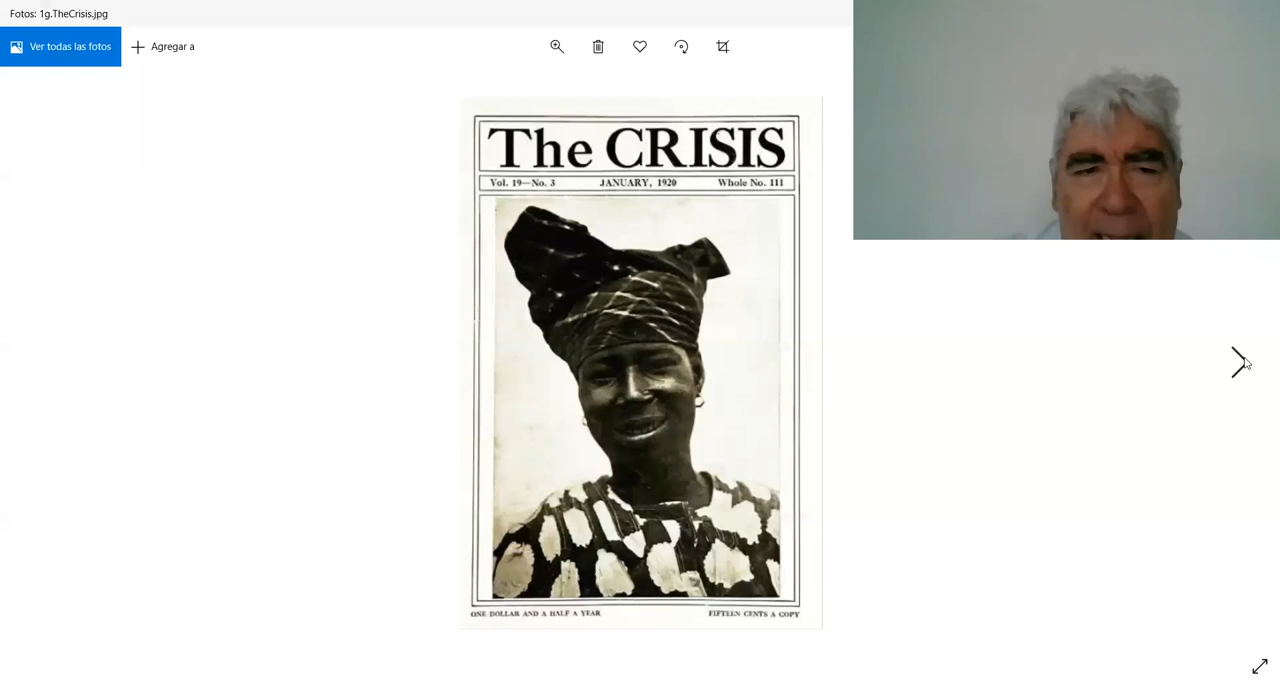 Fotos: 1g.TheCrisis.jpg
Ver todas las fotos
Agregar a
The CRISIS
Vol. 19—No. 3 JANUARY, 1920 Whole No. 111
ONE DOLLAR AND A HALF A YEAR FIFTEEN CENTS A COPY